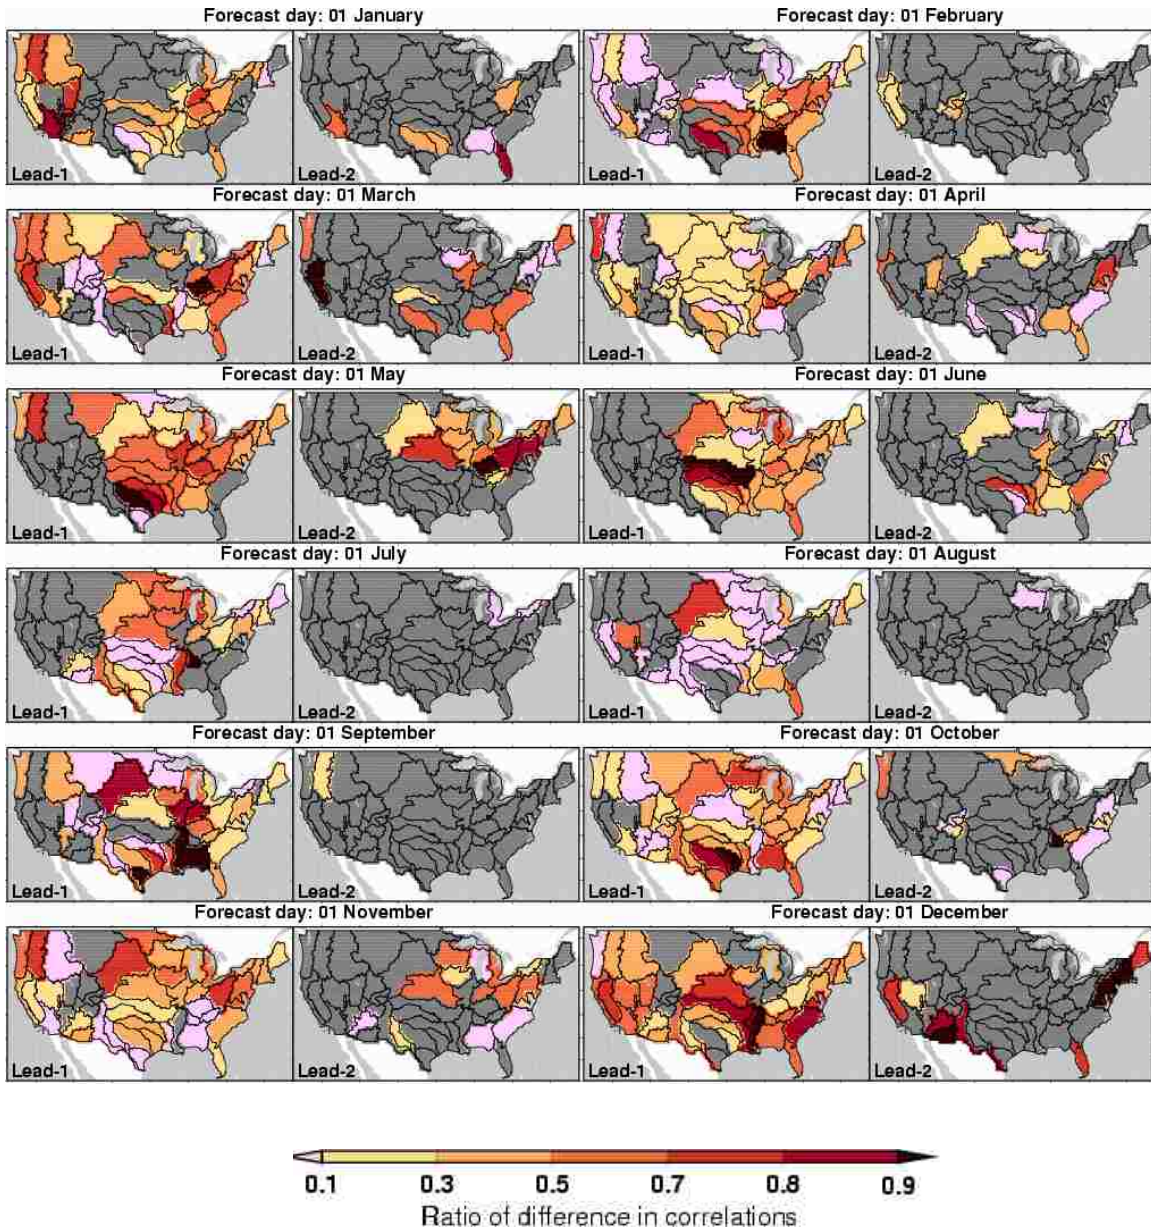 Forecast day: 01 January Forecast day: 01 February
Lead-1 Lead-2 Lead-1 Lead-2
Forecast day: 01 March Forecast day: 01 April
Lead-1 Lead-2 Lead-1 Lead-2
Forecast day: 01 May Forecast day: 01 June
Lead-1 Lead-2 Lead-1 Lead-2
Forecast day: 01 July Forecast day: 01 August
Lead-1 Lead-2 Lead-1 Lead-2
Forecast day: 01 September Forecast day: 01 October
Lead-1 Lead-2 Lead-1 Lead-2
Forecast day: 01 November Forecast day: 01 December
Lead-1 Lead-2 Lead-1 Lead-2
0.1 0.3 0.5 0.7 0.8 0.9
Ratio of difference in correlations